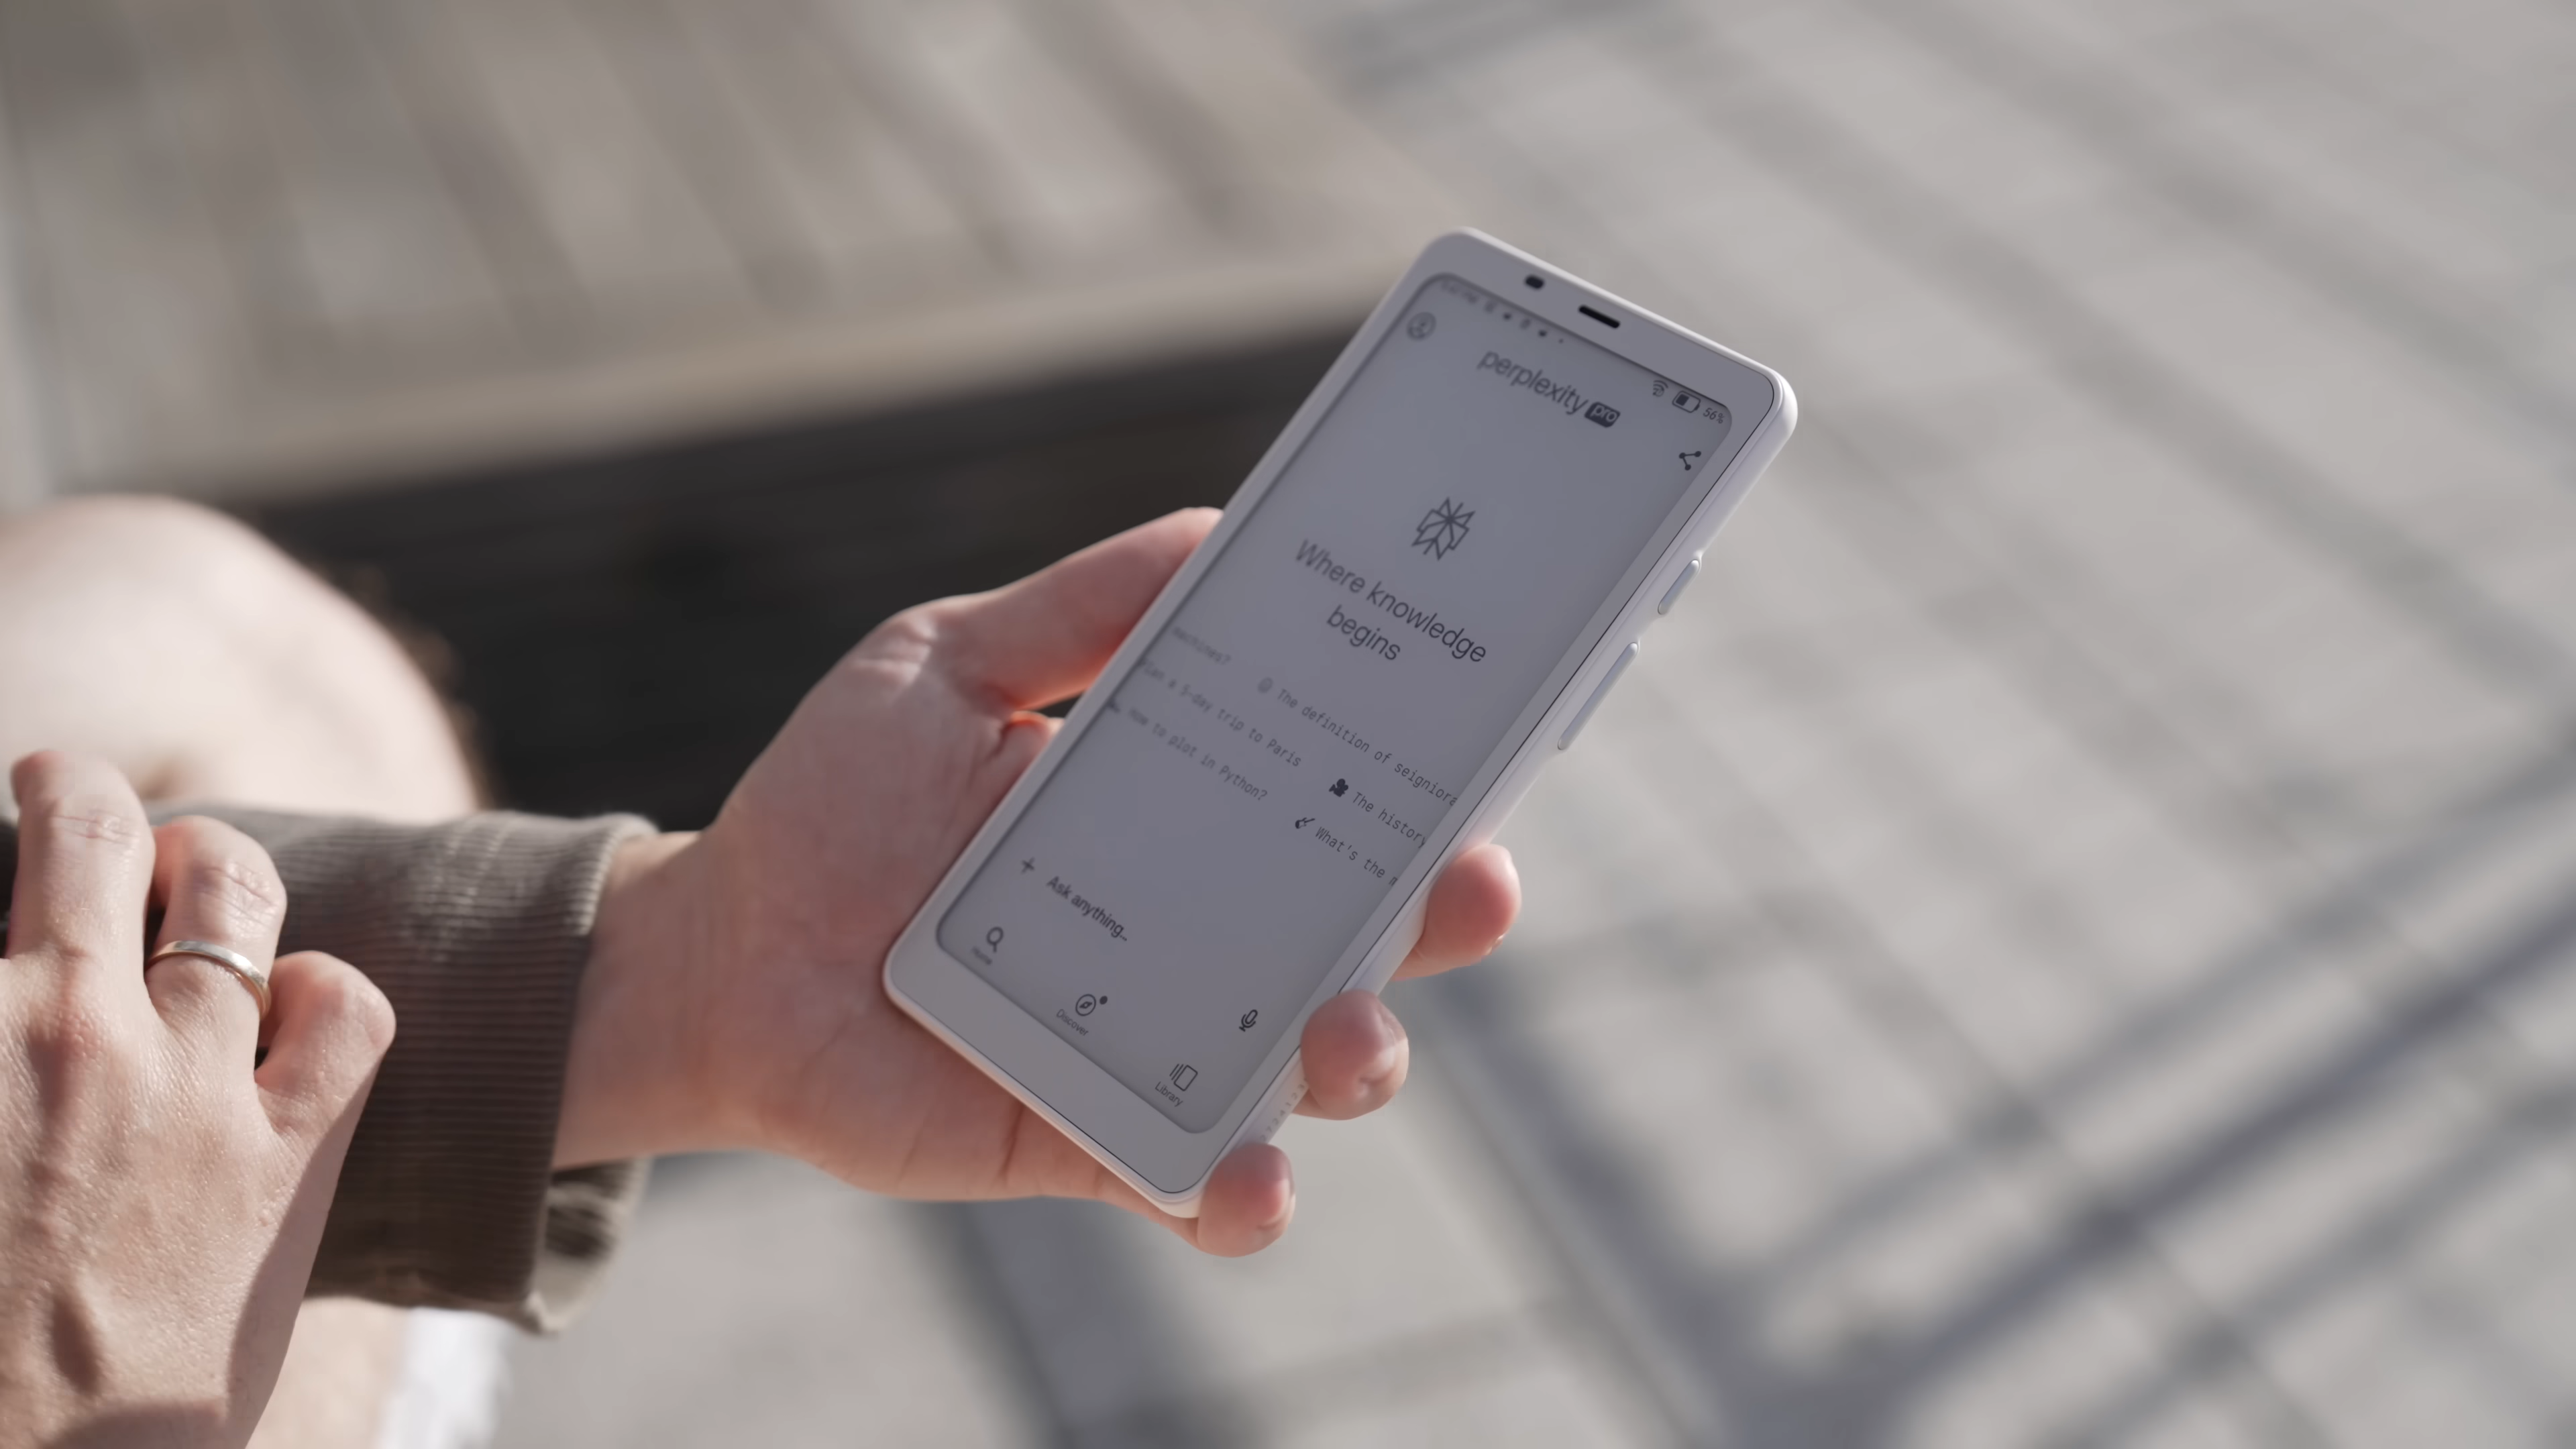 56%
perplexity pro
Where knowledge
begins
machines?
The definition of seigniora
Plan a 5-day trip to Paris
The history
How to plot in Python?
What's the m
Ask anything...
Home
Discover
Library